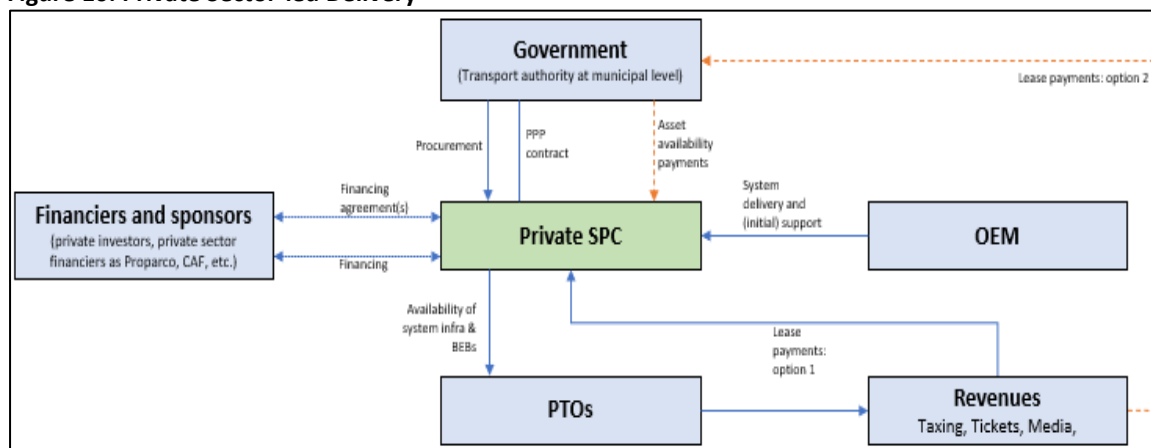 Government
(Transport authority at municipal level)
Lease payments: option 2
Procurement
PPP
contract
Asset
availability
payments
Financing
agreement(s)
System
delivery and
(initial) support
Financiers and sponsors
(private investors, private sector
financiers as Proparco, CAF, etc.)
Private SPC
OEM
Financing
Availability of
system infra &
BEBs
Lease
payments:
option 1
PTOs
Revenues
Taxing, Tickets, Media,